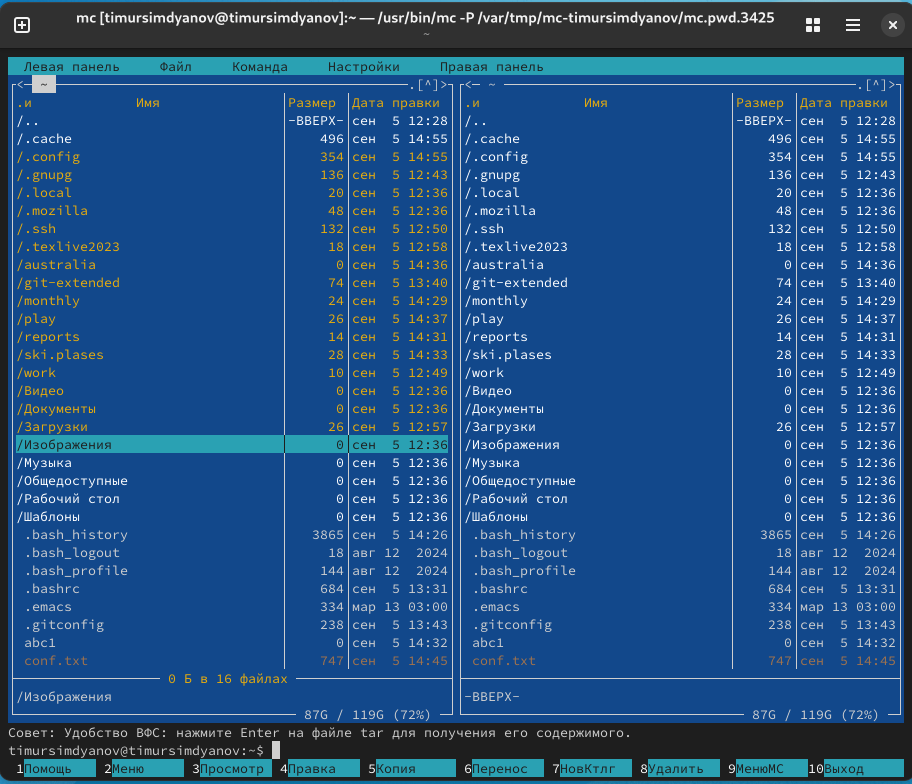 mc [timursimdyanov@timursimdyanov]:~ — /usr/bin/mc -P /var/tmp/mc-timursimdyanov/mc.pwd.3425
~
Левая панель Файл Команда Настройки Правая панель
<─ ~ .[^]> <─ ~ .[^]>
.и Имя Размер Дата правки .и Имя Размер Дата правки
/.. -ВВЕРХ- сен 5 12:28 /.. -ВВЕРХ- сен 5 12:28
/.cache 496 сен 5 14:55 /.cache 496 сен 5 14:55
/.config 354 сен 5 14:55 /.config 354 сен 5 14:55
/.gnupg 136 сен 5 12:43 /.gnupg 136 сен 5 12:43
/.local 20 сен 5 12:36 /.local 20 сен 5 12:36
/.mozilla 48 сен 5 12:36 /.mozilla 48 сен 5 12:36
/.ssh 132 сен 5 12:50 /.ssh 132 сен 5 12:50
/.texlive2023 18 сен 5 12:58 /.texlive2023 18 сен 5 12:58
/australia 0 сен 5 14:36 /australia 0 сен 5 14:36
/git-extended 74 сен 5 13:40 /git-extended 74 сен 5 13:40
/monthly 24 сен 5 14:29 /monthly 24 сен 5 14:29
/play 26 сен 5 14:37 /play 26 сен 5 14:37
/reports 14 сен 5 14:31 /reports 14 сен 5 14:31
/ski.plases 28 сен 5 14:33 /ski.plases 28 сен 5 14:33
/work 10 сен 5 12:49 /work 10 сен 5 12:49
/Видео 0 сен 5 12:36 /Видео 0 сен 5 12:36
/Документы 0 сен 5 12:36 /Документы 0 сен 5 12:36
/Загрузки 26 сен 5 12:57 /Загрузки 26 сен 5 12:57
/Изображения 0 сен 5 12:36 /Изображения 0 сен 5 12:36
/Музыка 0 сен 5 12:36 /Музыка 0 сен 5 12:36
/Общедоступные 0 сен 5 12:36 /Общедоступные 0 сен 5 12:36
/Рабочий стол 0 сен 5 12:36 /Рабочий стол 0 сен 5 12:36
/Шаблоны 0 сен 5 12:36 /Шаблоны 0 сен 5 12:36
.bash_history 3865 сен 5 14:26 .bash_history 3865 сен 5 14:26
.bash_logout 18 авг 12 2024 .bash_logout 18 авг 12 2024
.bash_profile 144 авг 12 2024 .bash_profile 144 авг 12 2024
.bashrc 684 сен 5 13:31 .bashrc 684 сен 5 13:31
.emacs 334 мар 13 03:00 .emacs 334 мар 13 03:00
.gitconfig 238 сен 5 13:43 .gitconfig 238 сен 5 13:43
abc1 0 сен 5 14:32 abc1 0 сен 5 14:32
conf.txt 747 сен 5 14:45 conf.txt 747 сен 5 14:45
0 Б в 16 файлах
/Изображения -ВВЕРХ-
87G / 119G (72%) 87G / 119G (72%)
Совет: Удобство ВФС: нажмите Enter на файле tar для получения его содержимого.
timursimdyanov@timursimdyanov:~$
1Помощь 2Меню 3Просмотр 4Правка 5Копия 6Перенос 7НовКтлг 8Удалить 9МенюMC 10Выход